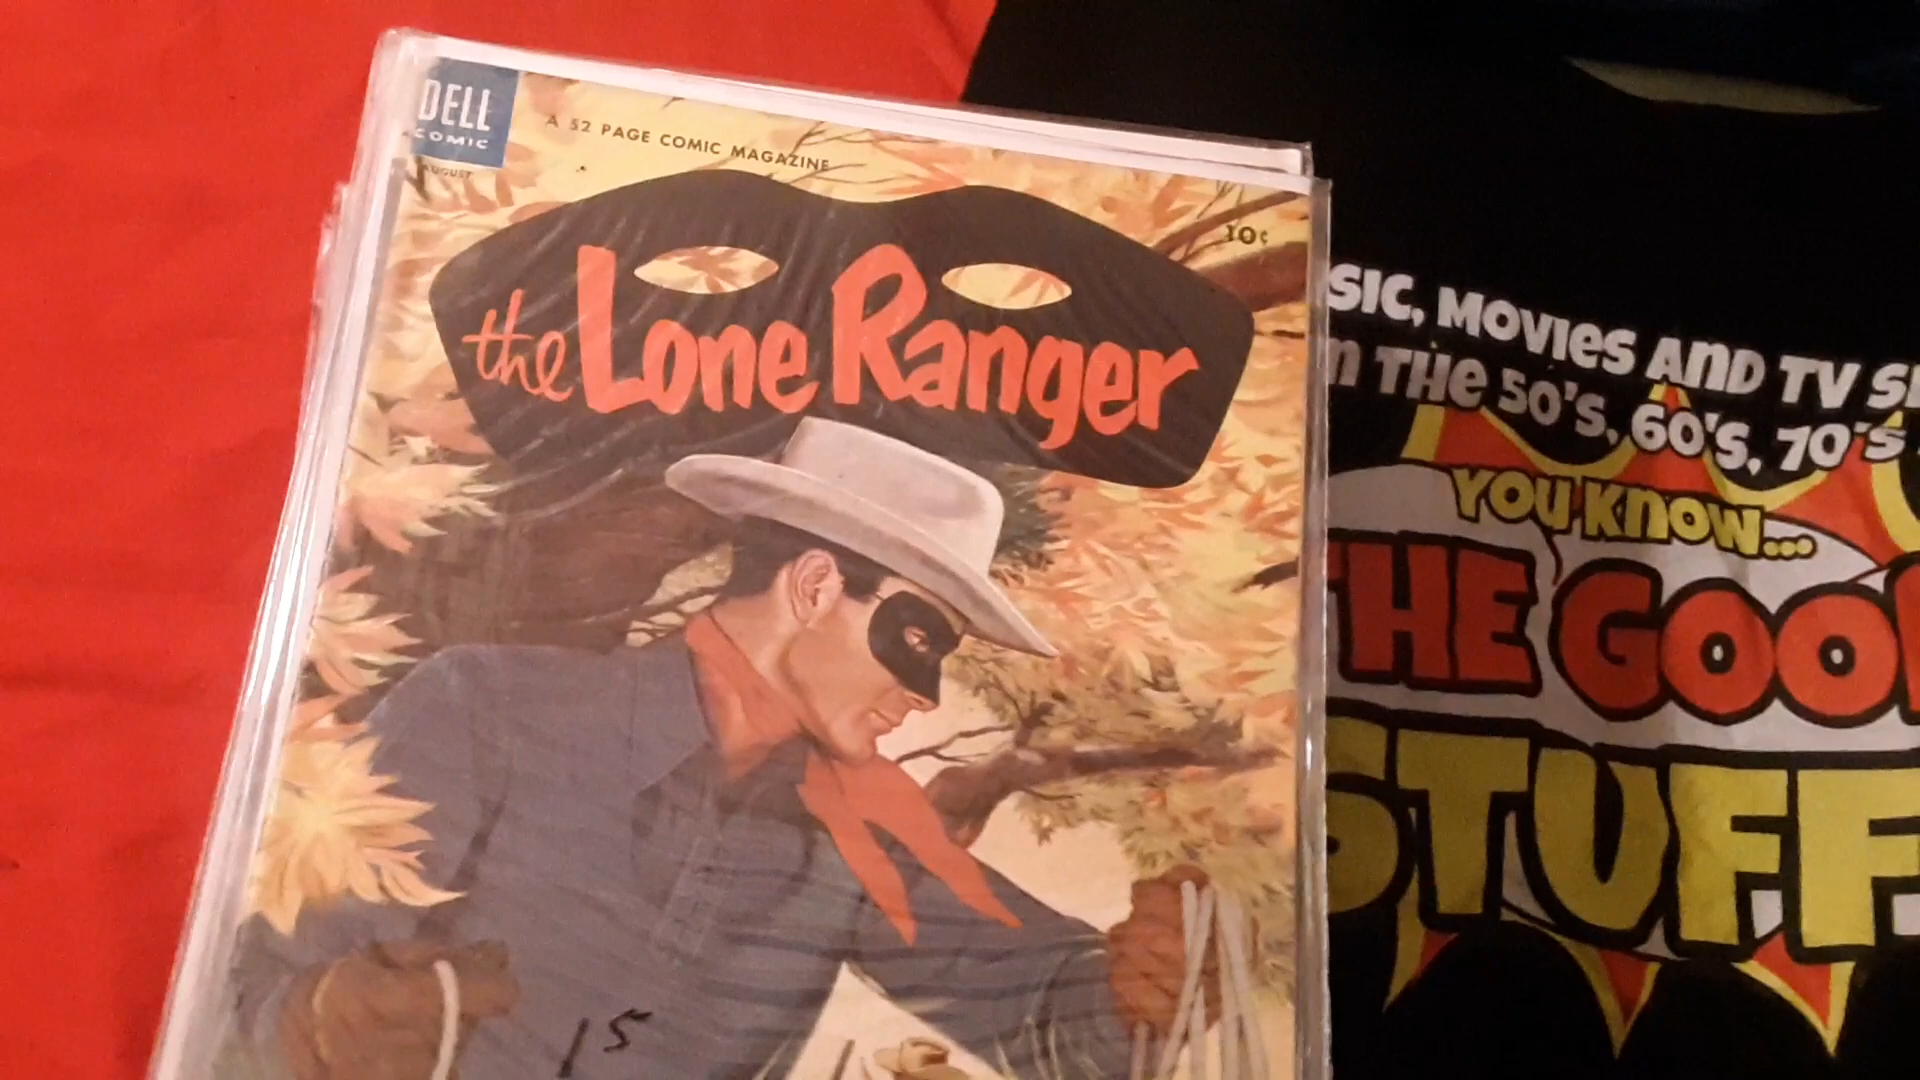 DELL
COMIC
AUGUST
A 52 PAGE COMIC MAGAZINE
10¢
the Lone Ranger
15
SIC, MOVIES AND TV
THE 50'S, 60'S, 70'S
YOU KNOW...
THE
STUFF